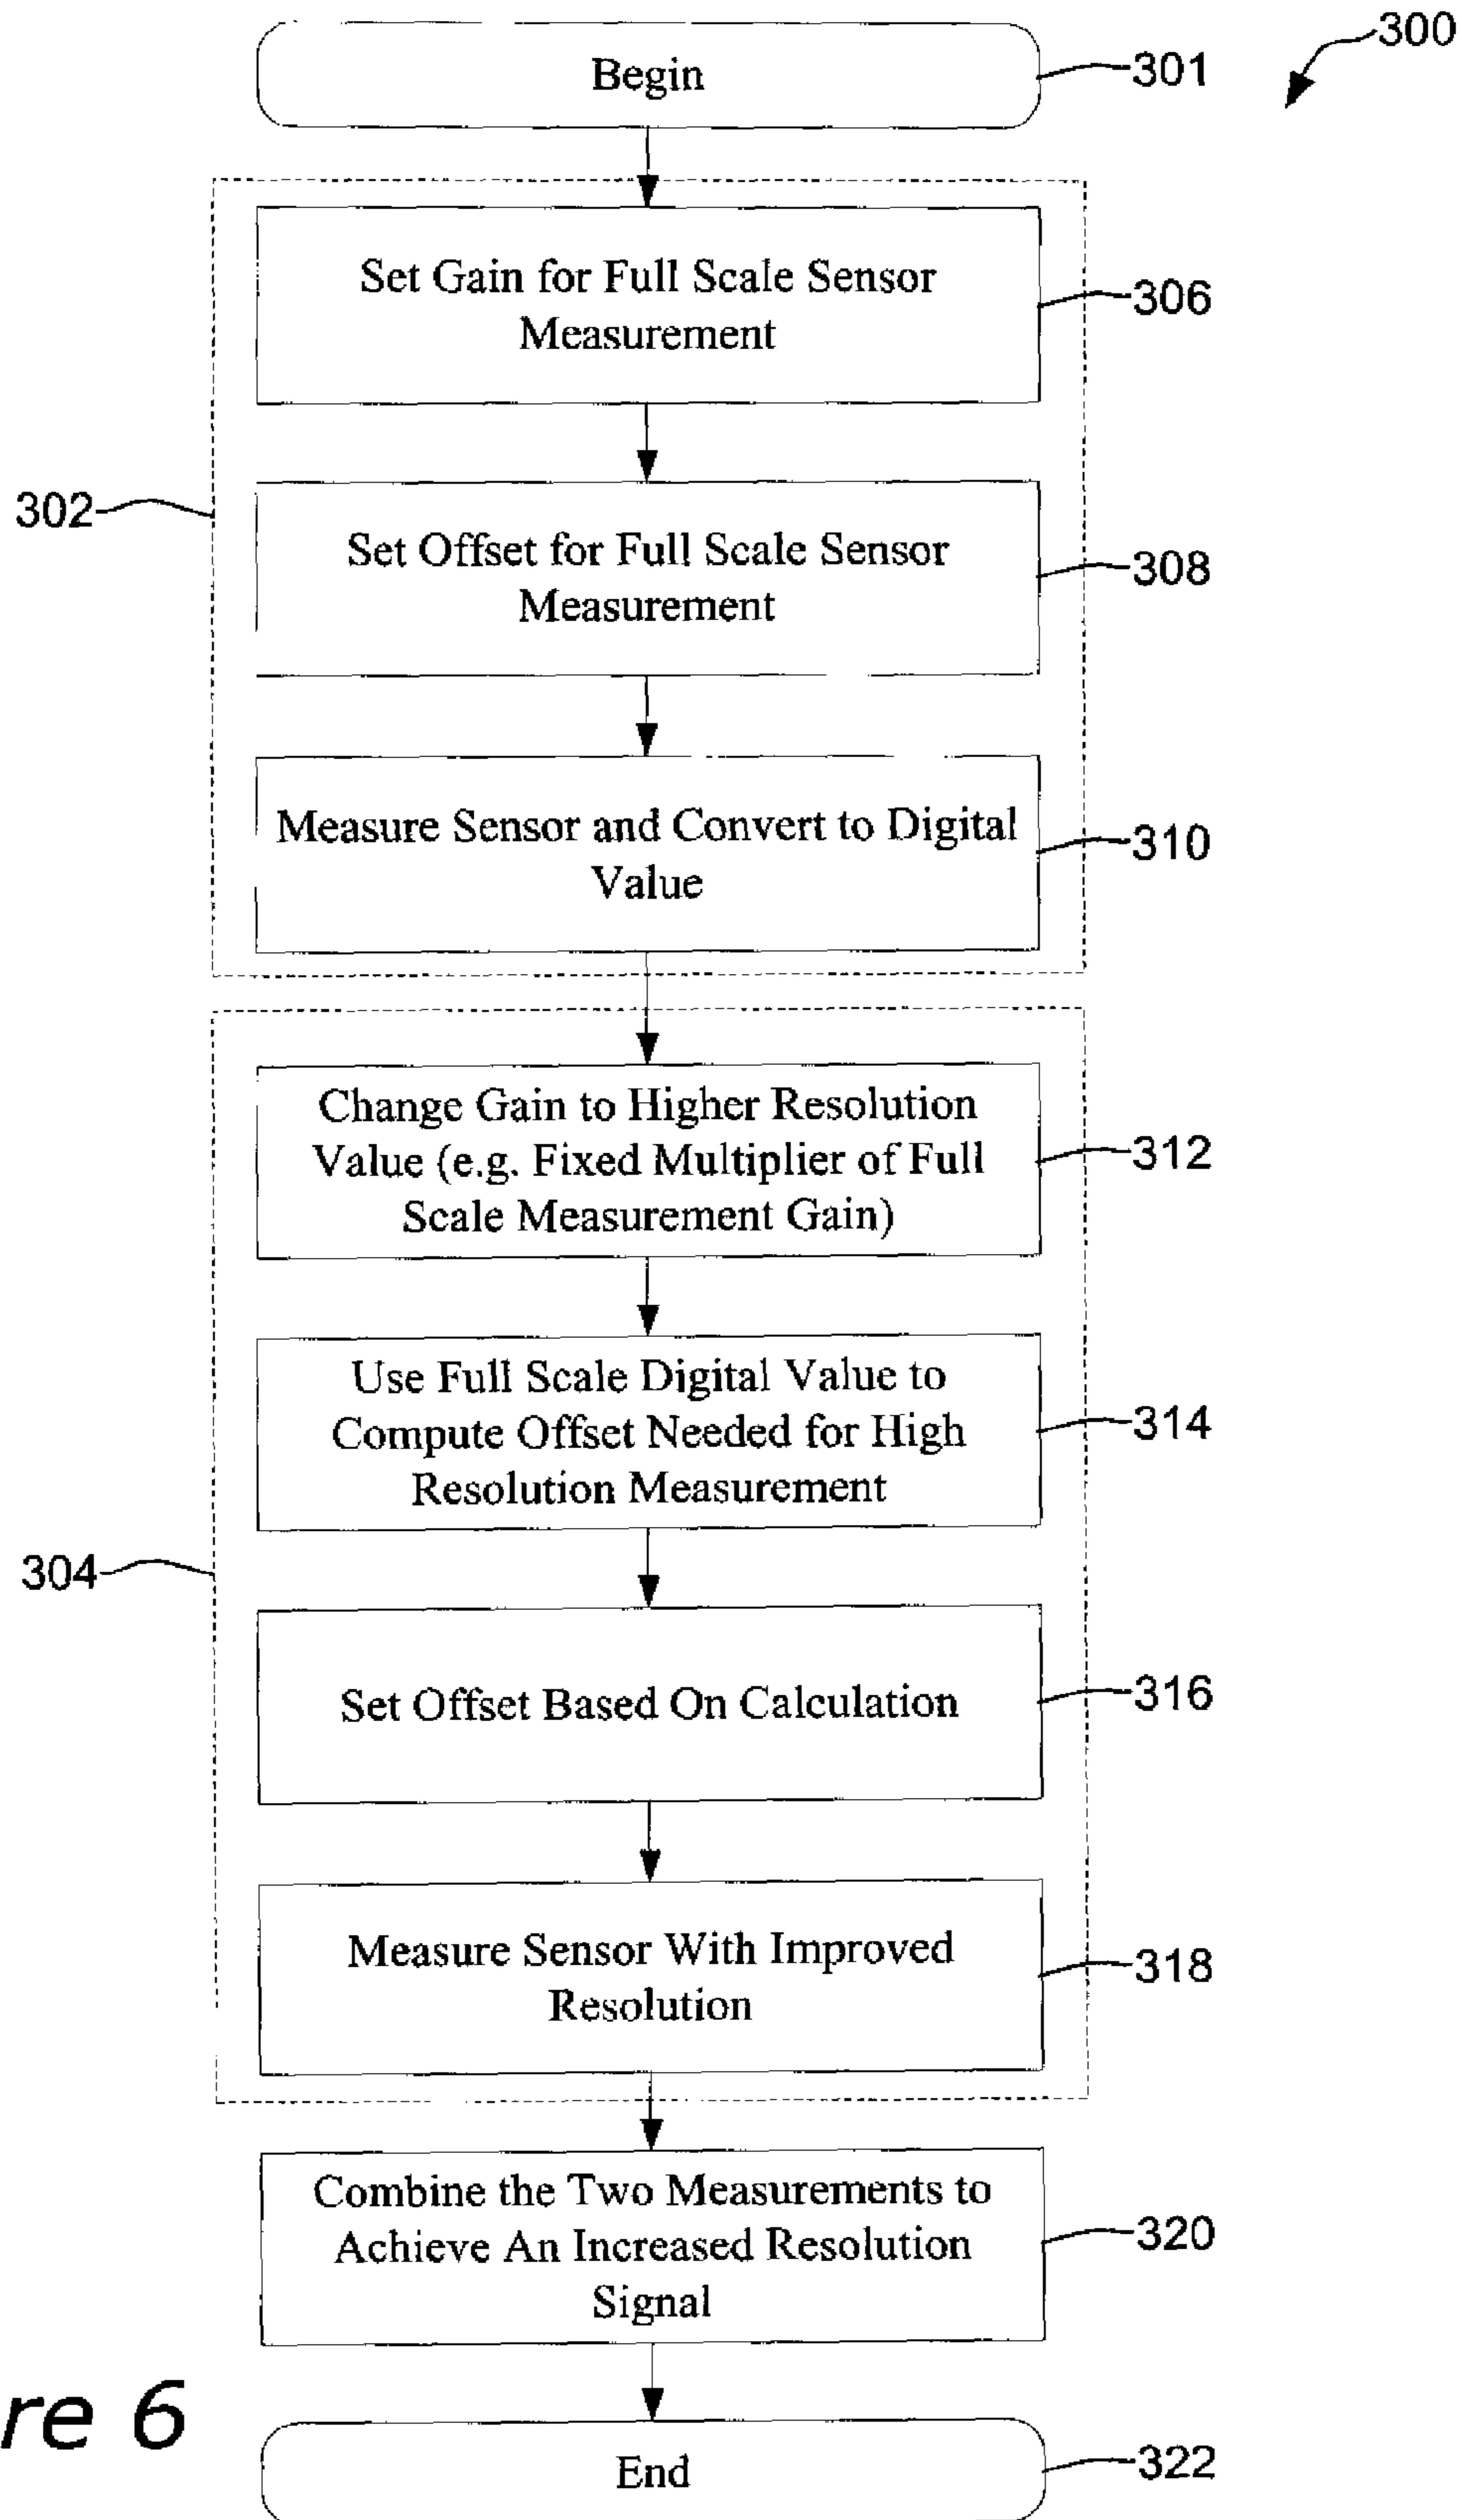 300
Begin
301
Set Gain for Full Scale Sensor
Measurement
306
302
Set Offset for Full Scale Sensor
Measurement
308
Measure Sensor and Convert to Digital
Value
310
Change Gain to Higher Resolution
Value (e.g. Fixed Multiplier of Full
Scale Measurement Gain)
312
Use Full Scale Digital Value to
Compute Offset Needed for High
Resolution Measurement
314
304
Set Offset Based On Calculation
316
Measure Sensor With Improved
Resolution
318
Combine the Two Measurements to
Achieve An Increased Resolution
Signal
320
re 6
End
322